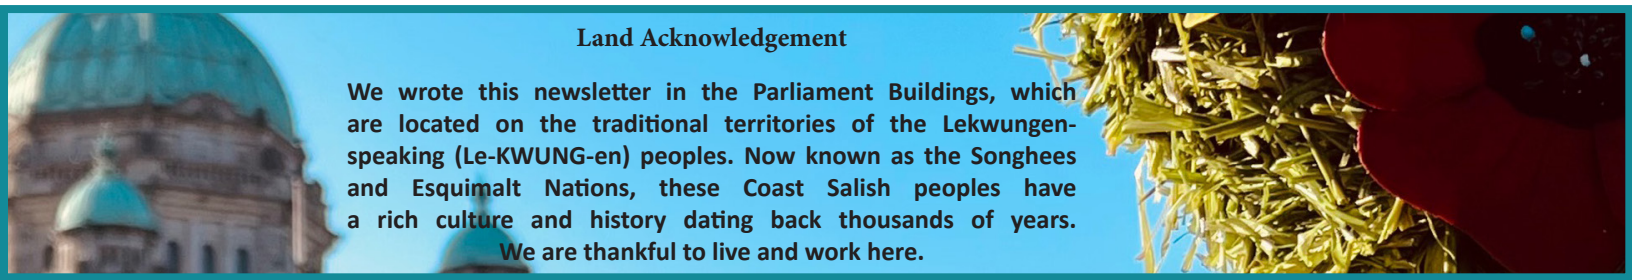 Land Acknowledgement
We wrote this newsletter in the Parliament Buildings, which
are located on the traditional territories of the Lekwungen-
speaking (Le-KWUNG-en) peoples. Now known as the Songhees
and Esquimalt Nations, these Coast Salish peoples have
a rich culture and history dating back thousands of years.
We are thankful to live and work here.